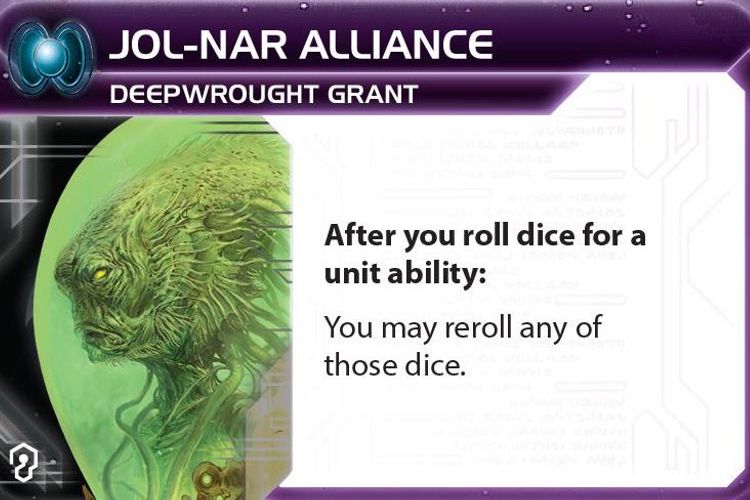 JOL-NAR ALLIANCE
DEEPWROUGHT GRANT
After you roll dice for a
unit ability:
You may reroll any of
those dice.